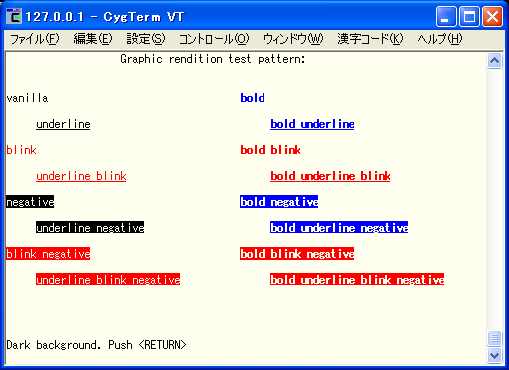 127.0.0.1 - CygTerm VT
ファイル(F) 編集(E) 設定(S) コントロール(O) ウィンドウ(W) 漢字コード(K) ヘルプ(H)
Graphic rendition test pattern:
vanilla bold
underline bold underline
blink bold blink
underline blink bold underline blink
negative bold negative
underline negative bold underline negative
blink negative bold blink negative
underline blink negative bold underline blink negative
Dark background. Push <RETURN>